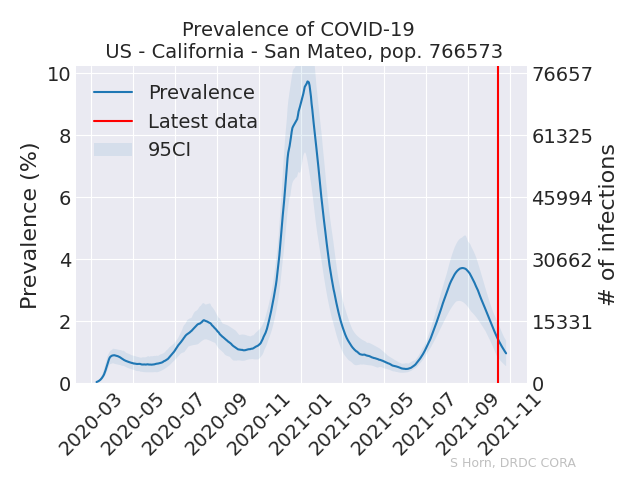 Prevalence of COVID-19
US - California - San Mateo, pop. 766573
Prevalence
Latest data
95CI
Prevalence (%)
10
8
6
4
2
0
76657
61325
45994
30662
15331
0
# of infections
2020-03
2020-05
2020-07
2020-09
2020-11
2021-01
2021-03
2021-05
2021-07
2021-09
2021-11
S Horn, DRDC CORA